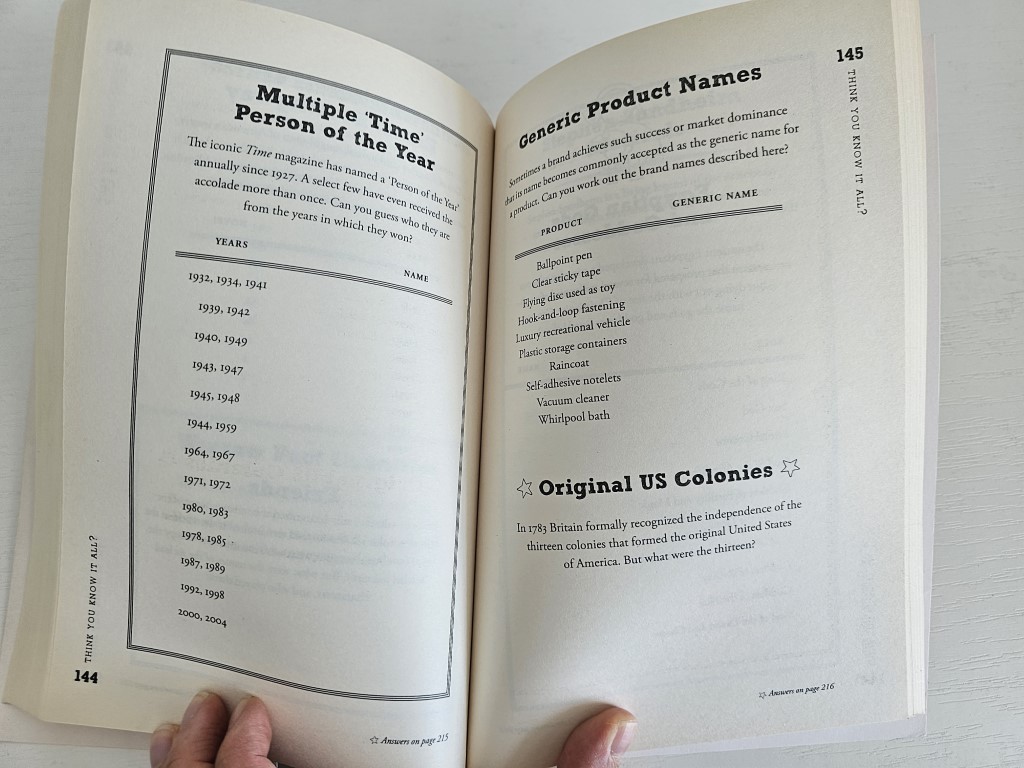 Multiple 'Time'
Person of the Year
The iconic Time magazine has named a 'Person of the Year'
annually since 1927. A select few have even received the
accolade more than once. Can you guess who they are
from the years in which they won?
YEARS
NAME
1932, 1934, 1941
1939, 1942
1940, 1949
1943, 1947
1945, 1948
1944, 1959
1964, 1967
1971, 1972
1980, 1983
1978, 1985
1987, 1989
1992, 1998
2000, 2004
THINK YOU KNOW IT ALL?
144
☆ Answers on page 215
145
THINK YOU KNOW IT ALL?
Generic Product Names
Sometimes a brand achieves such success or market dominance
that its name becomes commonly accepted as the generic name for
a product. Can you work out the brand names described here?
PRODUCT
GENERIC NAME
Ballpoint pen
Clear sticky tape
Flying disc used as toy
Hook-and-loop fastening
Luxury recreational vehicle
Plastic storage containers
Raincoat
Self-adhesive notelets
Vacuum cleaner
Whirlpool bath
☆ Original US Colonies ☆
In 1783 Britain formally recognized the independence of the
thirteen colonies that formed the original United States
of America. But what were the thirteen?
☆ Answers on page 216